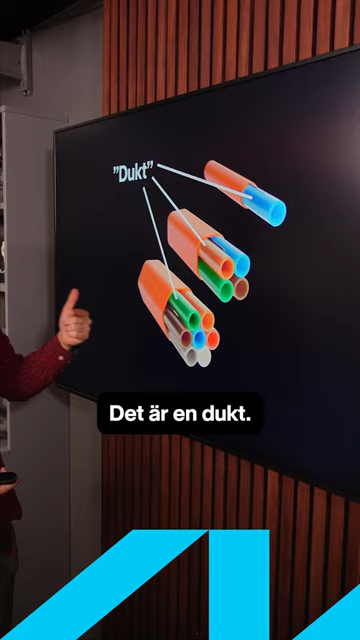 ”Dukt”
Det är en dukt.